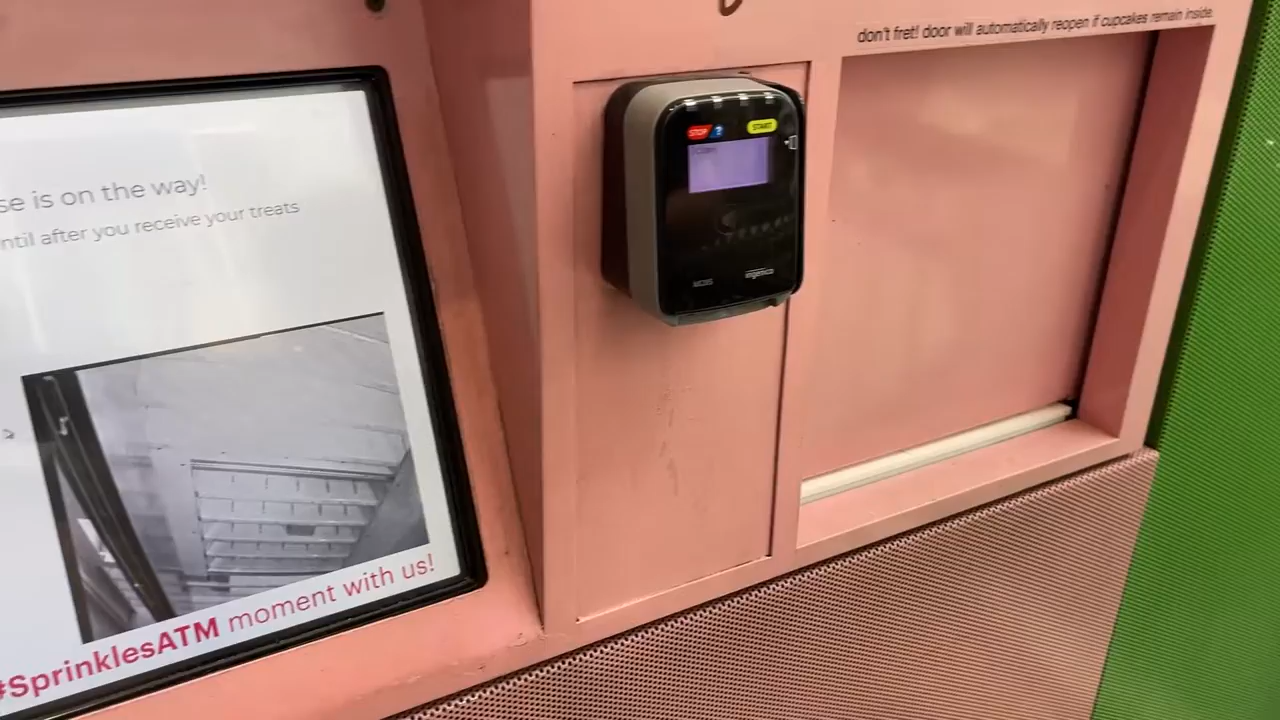 don't fret! door will automatically reopen if cupcakes remain inside.
STOP ? START
ingenico
se is on the way!
ntil after you receive your treats
#SprinklesATM moment with us!